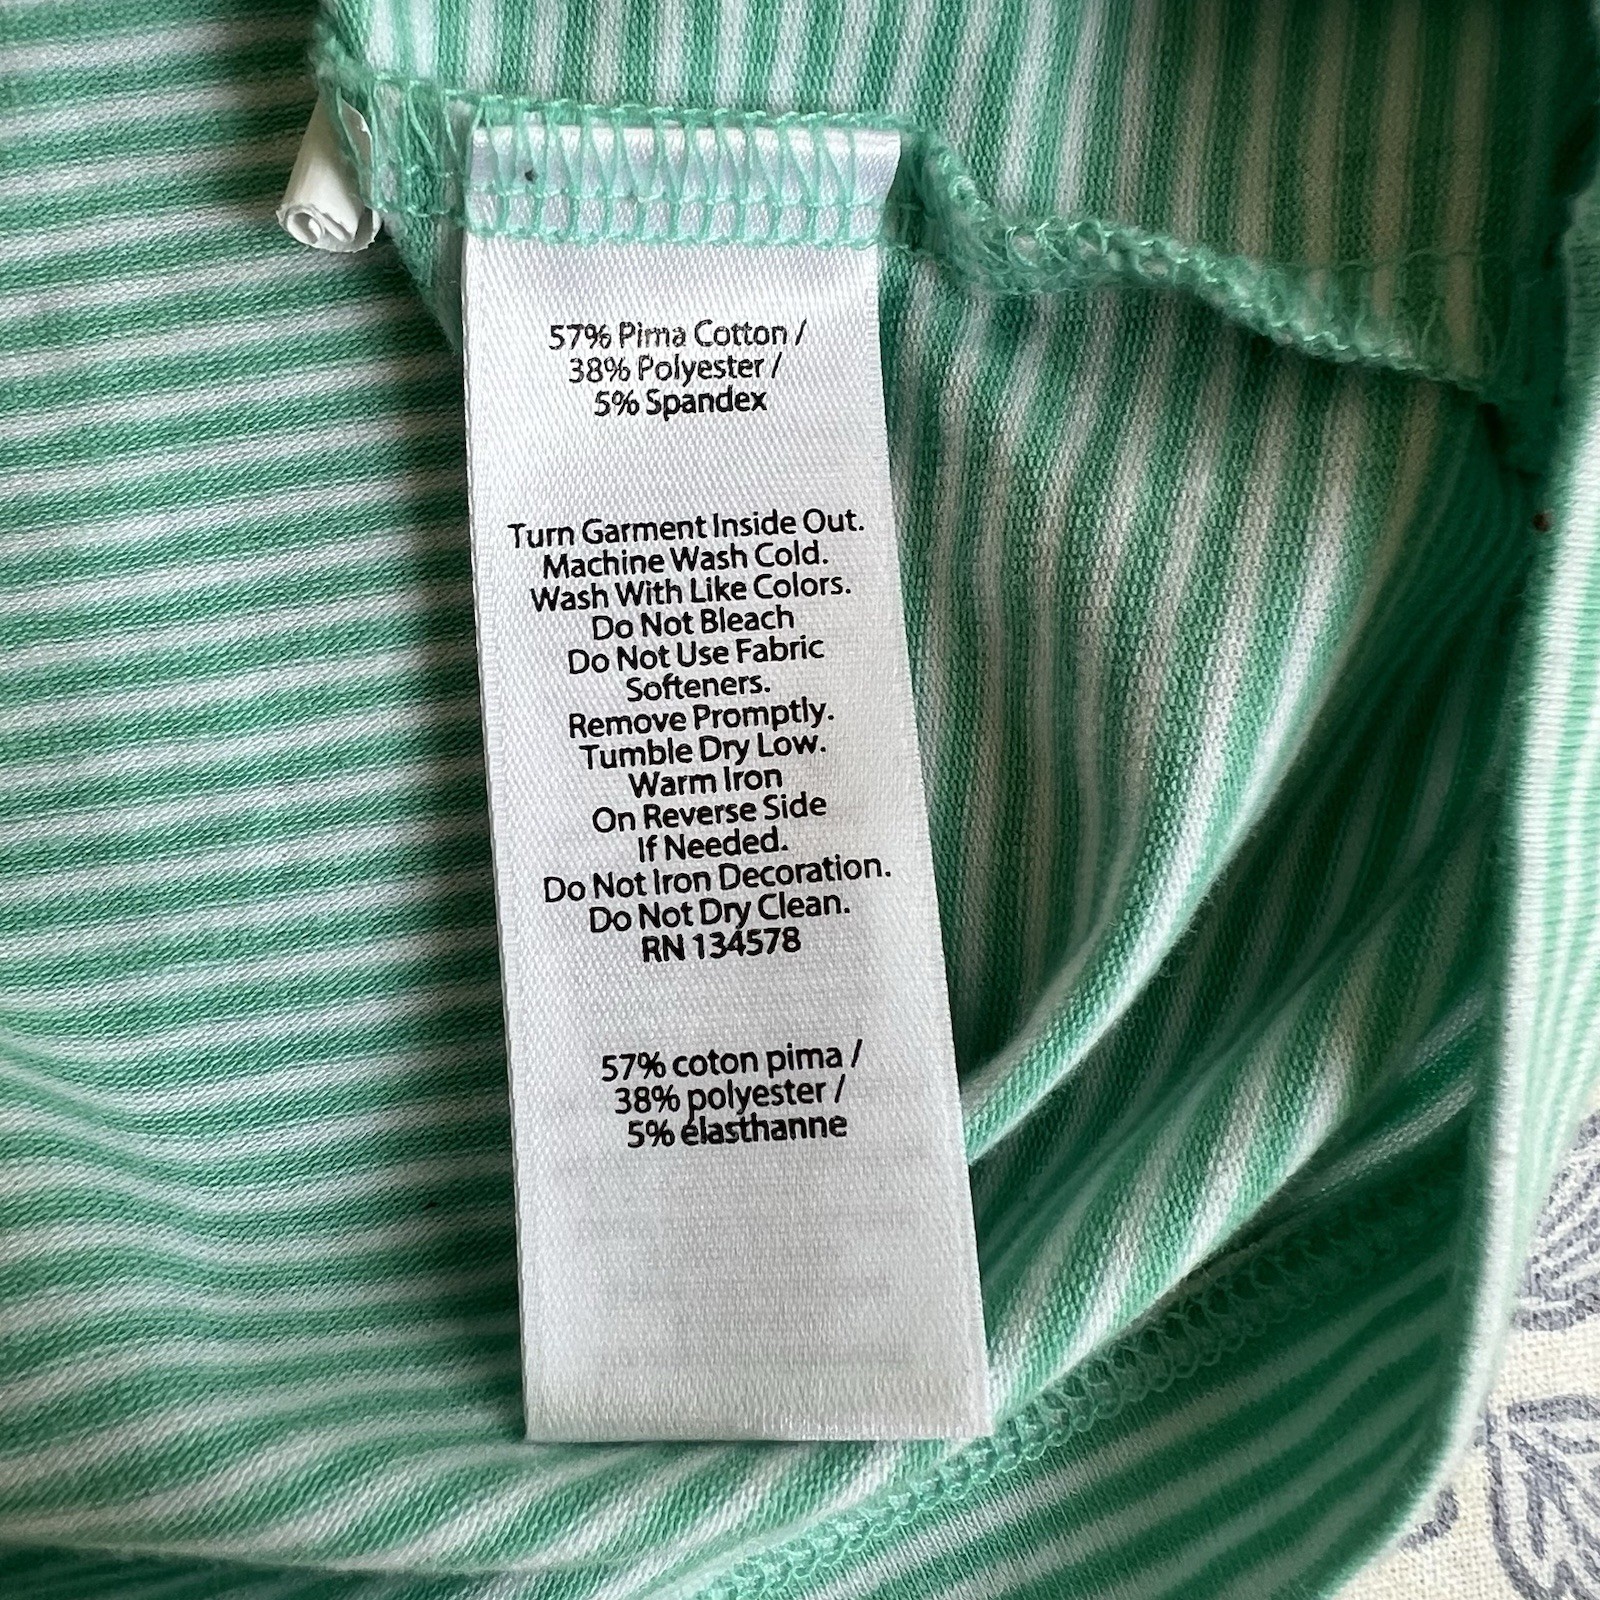 57% Pima Cotton /
38% Polyester /
5% Spandex
Turn Garment Inside Out.
Machine Wash Cold.
Wash With Like Colors.
Do Not Bleach
Do Not Use Fabric
Softeners.
Remove Promptly.
Tumble Dry Low.
Warm Iron
On Reverse Side
If Needed.
Do Not Iron Decoration.
Do Not Dry Clean.
RN 134578
57% coton pima /
38% polyester /
5% élasthanne